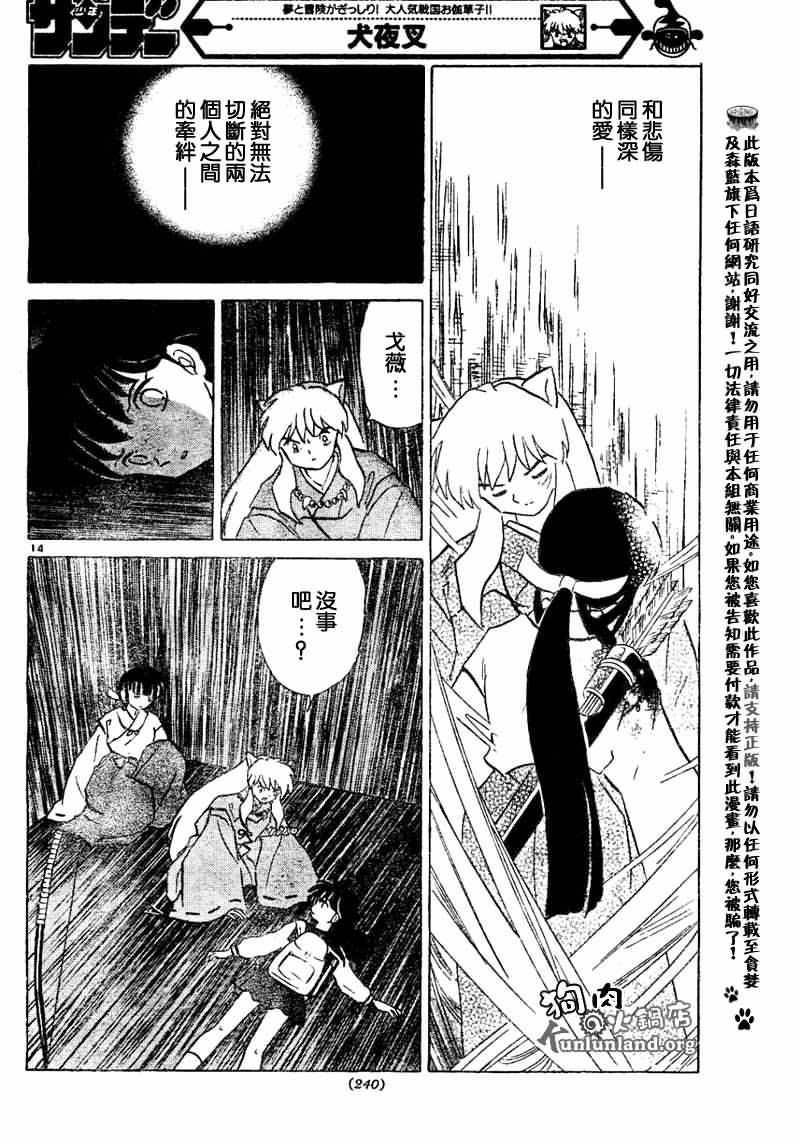 少年サンデー
夢と冒険がぎっしり!大人気戦国お伽草子!!
犬夜叉
和悲傷
同樣深
的愛——
絕對無法
切斷的兩
個人之間
的牽絆——
戈薇…
14
沒事
吧…?
(240)
狗肉
火鍋店
Kunlunland.org
此版本爲日語研究同好交流之用,請勿用于任何商業用途。如您喜歡此作品,請支持正版!請勿以任何形式轉載至貪婪
及森藍旗下任何網站,謝謝!一切法律責任與本組無關。如果您被告知需要付款才能看到此漫畫,那麼,您被騙了!